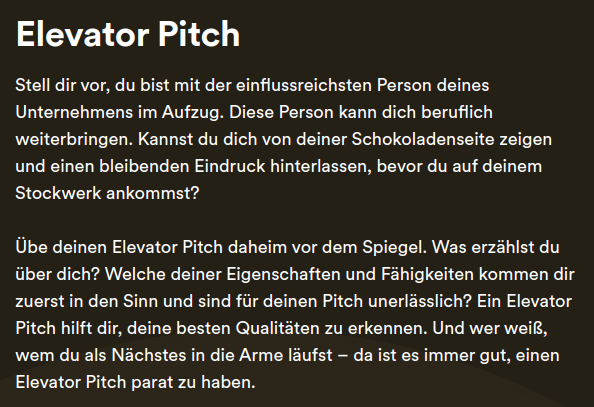 Elevator Pitch
Stell dir vor, du bist mit der einflussreichsten Person deines
Unternehmens im Aufzug. Diese Person kann dich beruflich
weiterbringen. Kannst du dich von deiner Schokoladenseite zeigen
und einen bleibenden Eindruck hinterlassen, bevor du auf deinem
Stockwerk ankommst?
Übe deinen Elevator Pitch daheim vor dem Spiegel. Was erzählst du
über dich? Welche deiner Eigenschaften und Fähigkeiten kommen dir
zuerst in den Sinn und sind für deinen Pitch unerlässlich? Ein Elevator
Pitch hilft dir, deine besten Qualitäten zu erkennen. Und wer weiß,
wem du als Nächstes in die Arme läufst – da ist es immer gut, einen
Elevator Pitch parat zu haben.